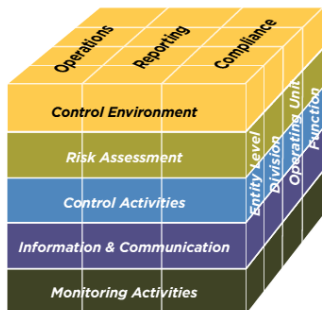 Operations
Reporting
Compliance
Control Environment
Risk Assessment
Control Activities
Information & Communication
Monitoring Activities
Entity Level
Division
Operating Unit
Function